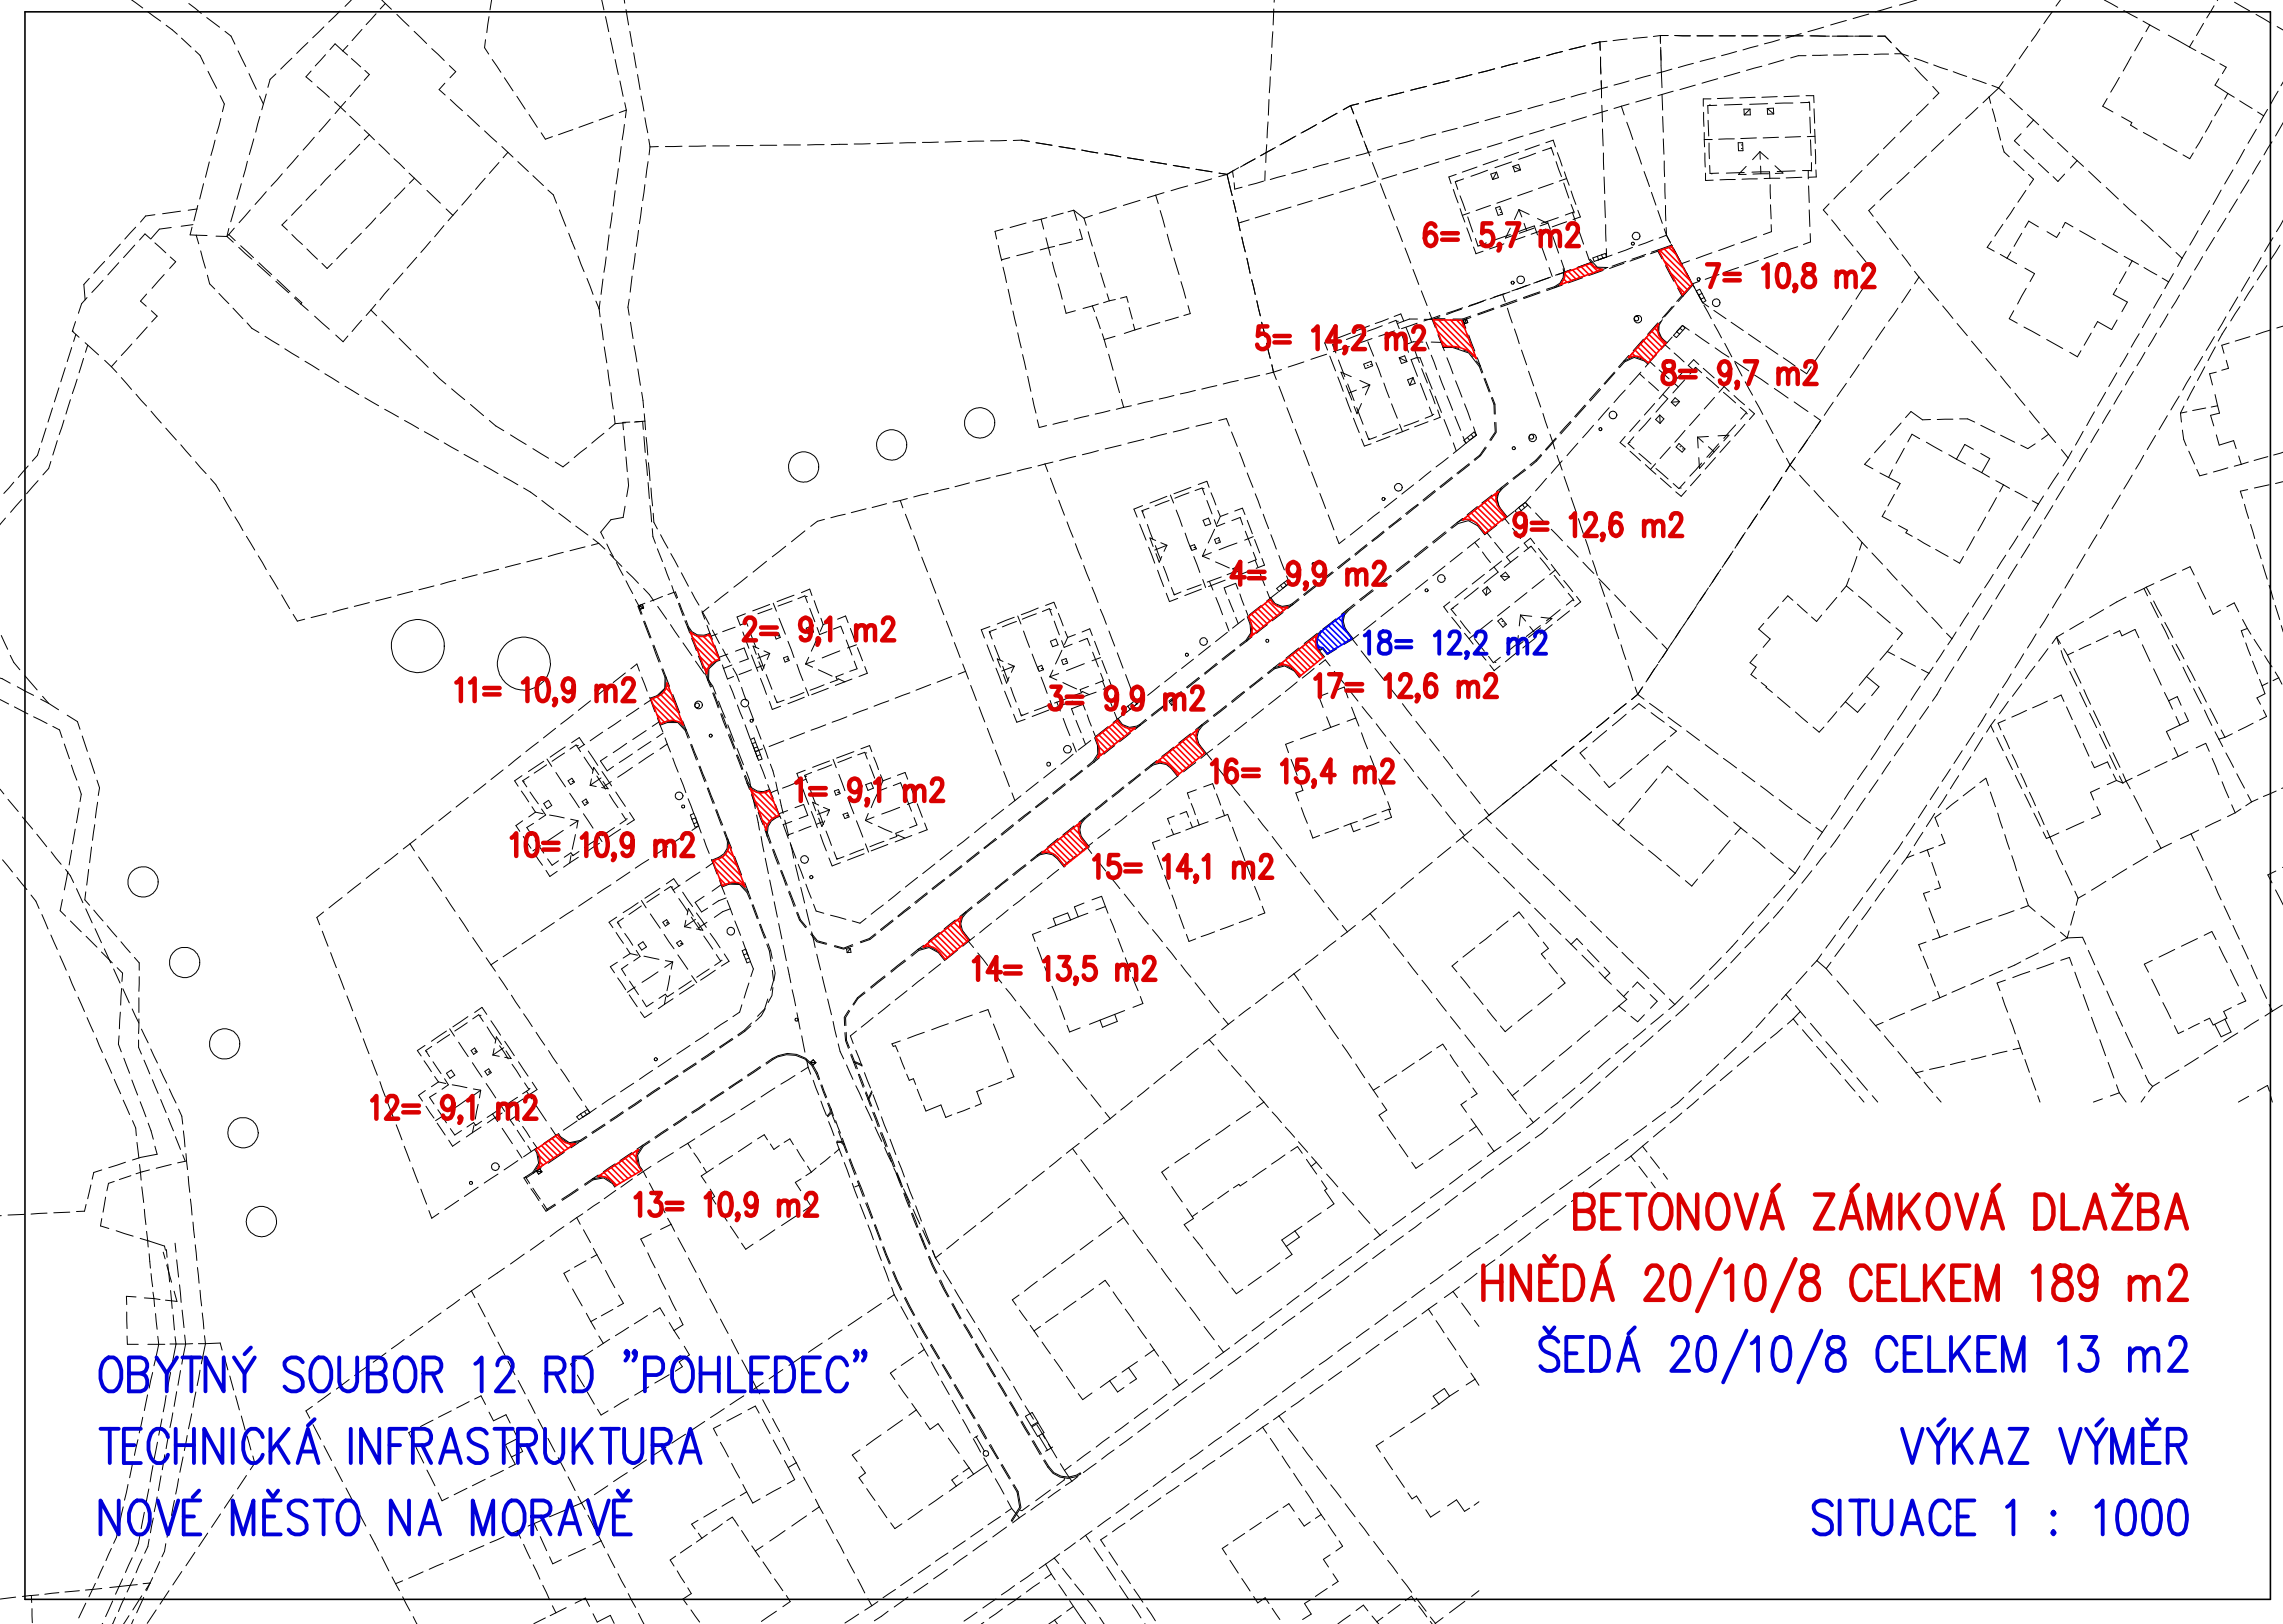 6= 5,7 m2
7= 10,8 m2
5= 14,2 m2
8= 9,7 m2
9= 12,6 m2
4= 9,9 m2
2= 9,1 m2
18= 12,2 m2
11= 10,9 m2
17= 12,6 m2
3= 9,9 m2
16= 15,4 m2
1= 9,1 m2
10= 10,9 m2
15= 14,1 m2
14= 13,5 m2
12= 9,1 m2
13= 10,9 m2
BETONOVÁ ZÁMKOVÁ DLAŽBA
HNĚDÁ 20/10/8 CELKEM 189 m2
ŠEDÁ 20/10/8 CELKEM 13 m2
OBYTNÝ SOUBOR 12 RD "POHLEDEC"
TECHNICKÁ INFRASTRUKTURA
NOVÉ MĚSTO NA MORAVĚ
VÝKAZ VÝMĚR
SITUACE 1 : 1000